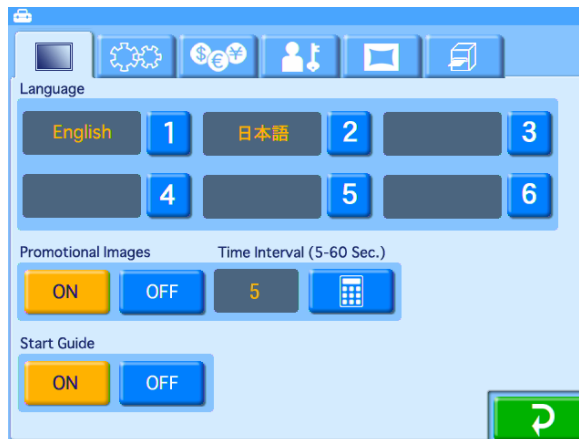 $ € ¥
Language
English 1 日本語 2 3
4 5 6
Promotional Images Time Interval (5-60 Sec.)
ON OFF 5
Start Guide
ON OFF